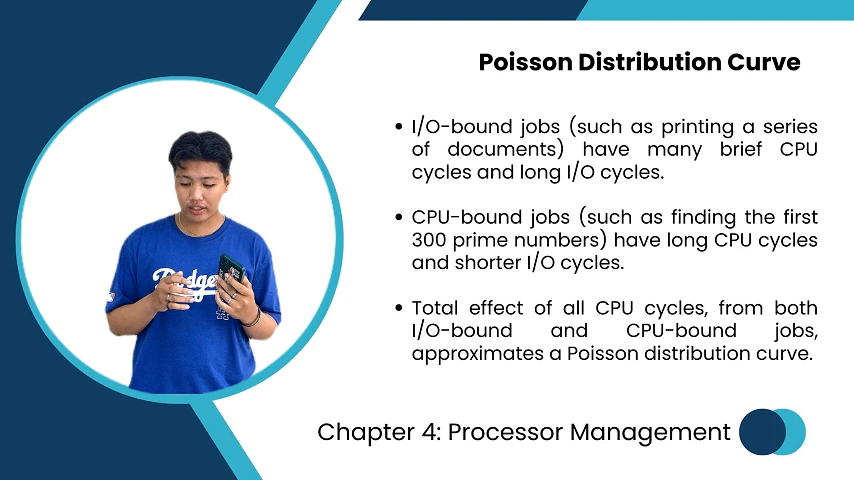 Poisson Distribution Curve
• I/O-bound jobs (such as printing a series
of documents) have many brief CPU
cycles and long I/O cycles.
• CPU-bound jobs (such as finding the first
300 prime numbers) have long CPU cycles
and shorter I/O cycles.
• Total effect of all CPU cycles, from both
I/O-bound and CPU-bound jobs,
approximates a Poisson distribution curve.
Dodge
LA
Chapter 4: Processor Management